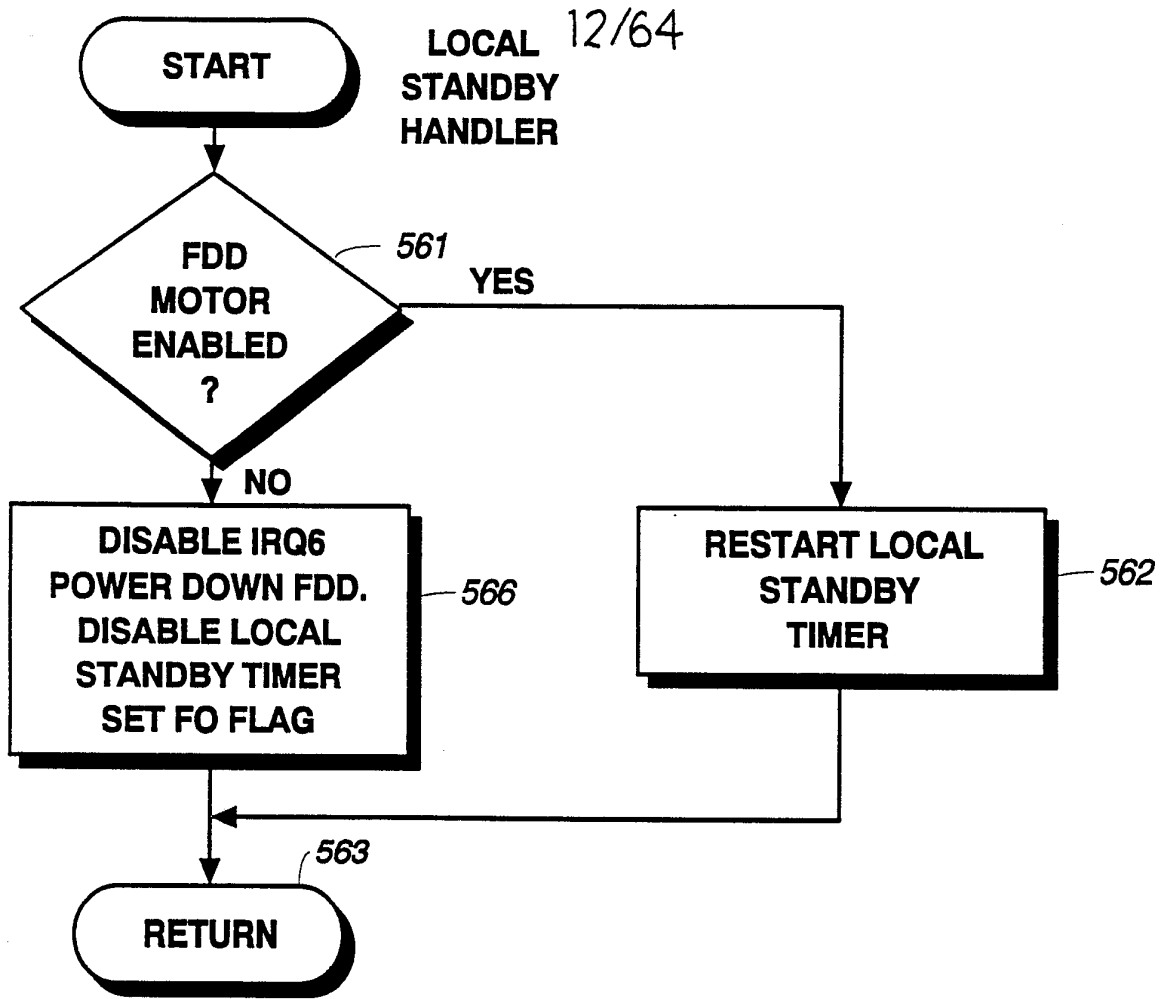 12/64
START
LOCAL
STANDBY
HANDLER
FDD
MOTOR
ENABLED
?
561
YES
NO
DISABLE IRQ6
POWER DOWN FDD.
DISABLE LOCAL
STANDBY TIMER
SET FO FLAG
566
RESTART LOCAL
STANDBY
TIMER
562
563
RETURN